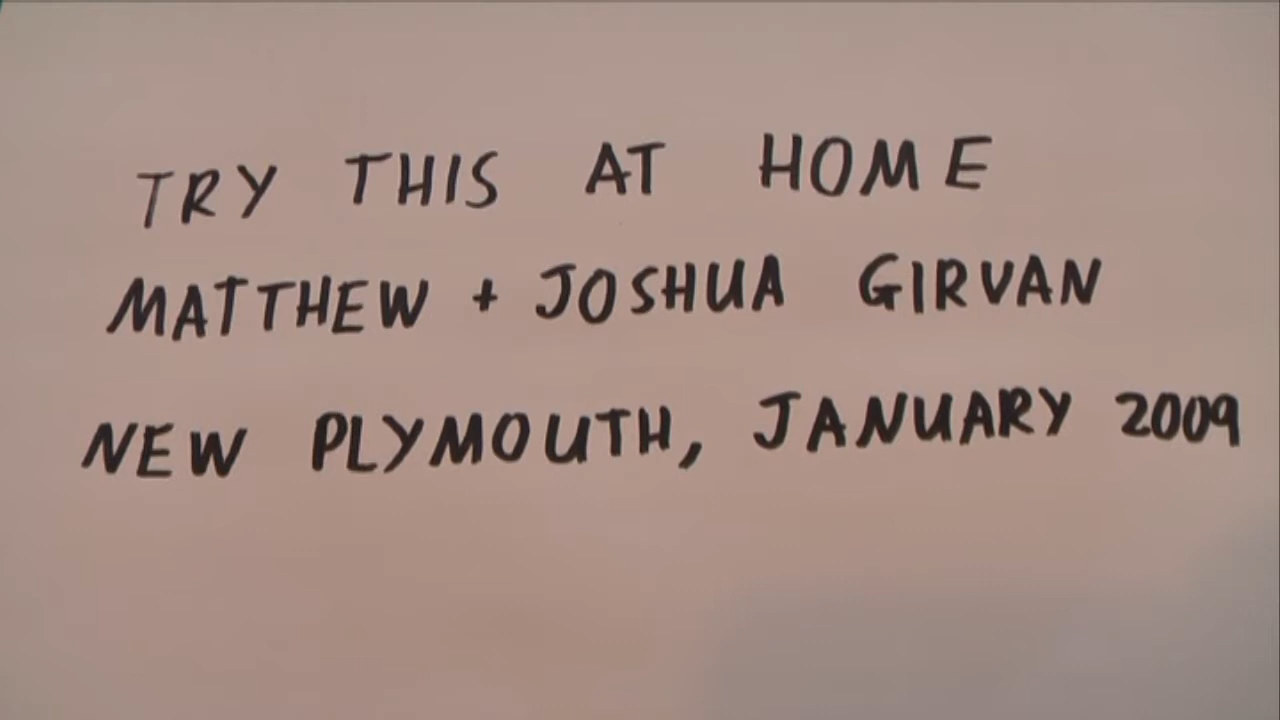 TRY THIS AT HOME
MATTHEW + JOSHUA GIRVAN
NEW PLYMOUTH, JANUARY 2009